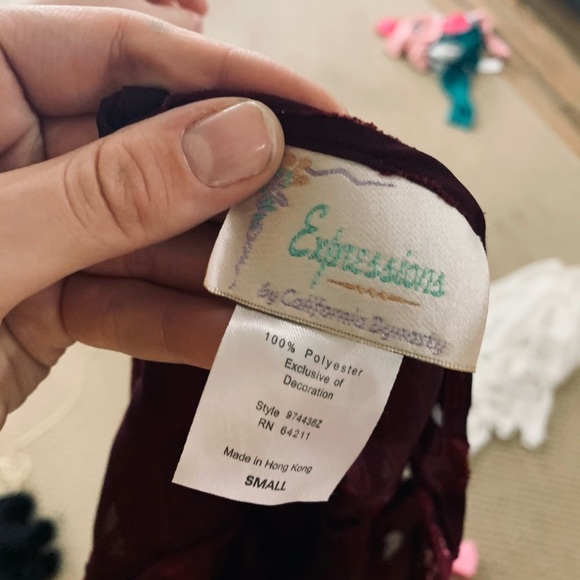 Expressions
by California Dynasty
100% Polyester
Exclusive of
Decoration
Style 974438Z
RN 64211
Made in Hong Kong
SMALL